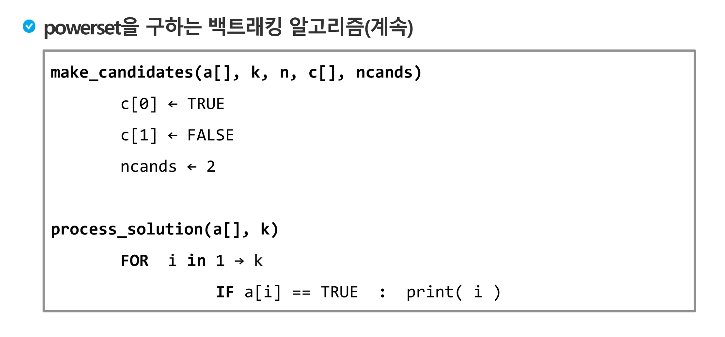 powerset을 구하는 백트래킹 알고리즘(계속)
make_candidates(a[], k, n, c[], ncands)
c[0] ← TRUE
c[1] ← FALSE
ncands ← 2
process_solution(a[], k)
FOR i in 1 → k
IF a[i] == TRUE : print( i )